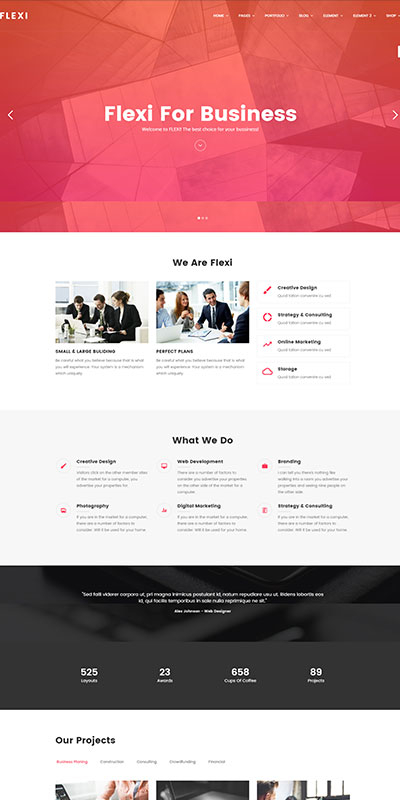 FLEXI
HOME PAGES PORTFOLIO BLOG ELEMENT ELEMENT 2 SHOP
Flexi For Business
Welcome to FLEXI! The best choice for your bussiness!
We Are Flexi
SMALL & LARGE BULIDING
Be careful what you believe because that is what
you will experience. Your system is a mechanism
which uniquely.
PERFECT PLANS
Be careful what you believe because that is what
you will experience. Your system is a mechanism
which uniquely.
Creative Design
Quodi tation consentire cu sed
Strategy & Consulting
Quodi tation consentire cu sed
Online Marketing
Quodi tation consentire cu sed
Storage
Quodi tation consentire cu sed
What We Do
Creative Design
Visitors click on the other member sites
of the market for a computer, you
advertise your properties for.
Web Development
There are a number of factors to
consider you advertise your properties
on the other side of the market for a
computer.
Branding
I can tell you there's nothing like
walking into a room you advertise your
properties and seeing nine people on
the other side.
Photography
If you are in the market for a computer,
there are a number of factors to
consider. Will it be used for your home.
Digital Marketing
If you are in the market for a computer,
there are a number of factors to
consider. Will it be used for your home.
Strategy & Consulting
If you are in the market for a computer,
there are a number of factors to
consider. Will it be used for your home.
"Sed falli viderer corpora ut, pri magna inimicus postulant id, natum repudiare usu ut. Ridens lobortis eos
id, qui facilis temporibus in sale nulla reprimique ne sit."
Alex Johnson - Web Designer
525 23 658 89
Layouts Awards Cups Of Coffee Projects
Our Projects
Business Planing Construction Consulting Crowdfunding Financial